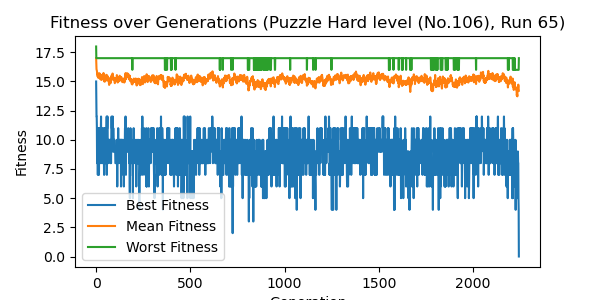 Fitness over Generations (Puzzle Hard level (No.106), Run 65)
Fitness
17.5
15.0
12.5
10.0
7.5
5.0
2.5
0.0
Best Fitness
Mean Fitness
Worst Fitness
0
500
1000
1500
2000
Generation